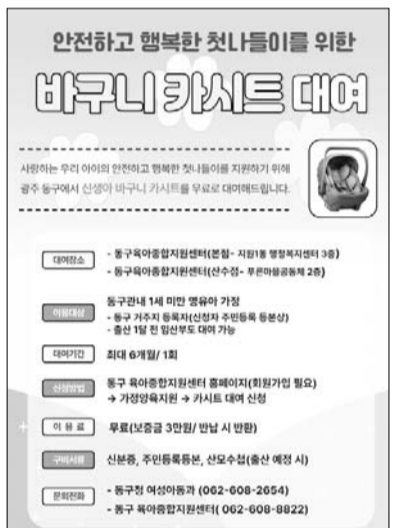 안전하고 행복한 첫나들이를 위한
바구니 카시트 대여
사랑하는 우리 아이의 안전하고 행복한 첫나들이를 지원하기 위해
광주 동구에서 신생아 바구니 카시트를 무료로 대여해드립니다.
대여장소
- 동구육아종합지원센터(본점- 지원1동 행정복지센터 3층)
- 동구육아종합지원센터(산수점- 푸른마을공동체 2층)
이용대상
동구관내 1세 미만 영유아 가정
- 동구 거주지 등록자(신청자 주민등록 등본상)
- 출산 1달 전 임산부도 대여 가능
대여기간
최대 6개월/ 1회
신청방법
동구 육아종합지원센터 홈페이지(회원가입 필요)
→ 가정양육지원 → 카시트 대여 신청
이 용 료
무료(보증금 3만원/ 반납 시 반환)
구비서류
신분증, 주민등록등본, 산모수첩(출산 예정 시)
문의전화
- 동구청 여성아동과 (062-608-2654)
- 동구 육아종합지원센터( 062-608-8822)